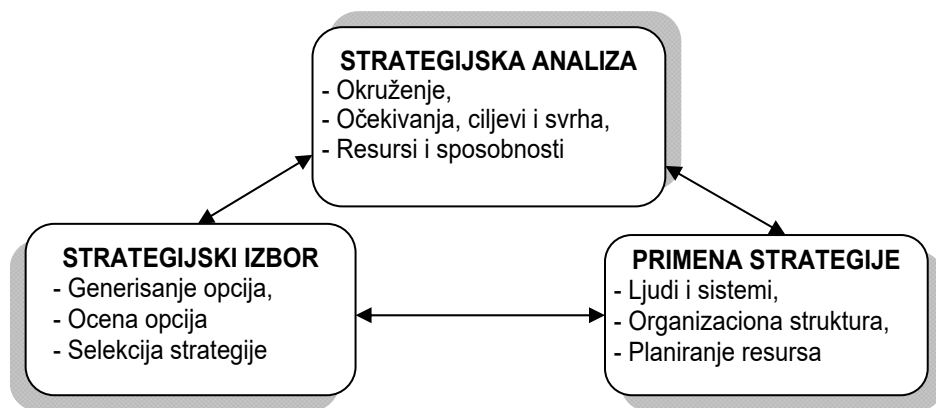 STRATEGIJSKA ANALIZA
- Okruženje,
- Očekivanja, ciljevi i svrha,
- Resursi i sposobnosti
STRATEGIJSKI IZBOR
- Generisanje opcija,
- Ocena opcija
- Selekcija strategije
PRIMENA STRATEGIJE
- Ljudi i sistemi,
- Organizaciona struktura,
- Planiranje resursa